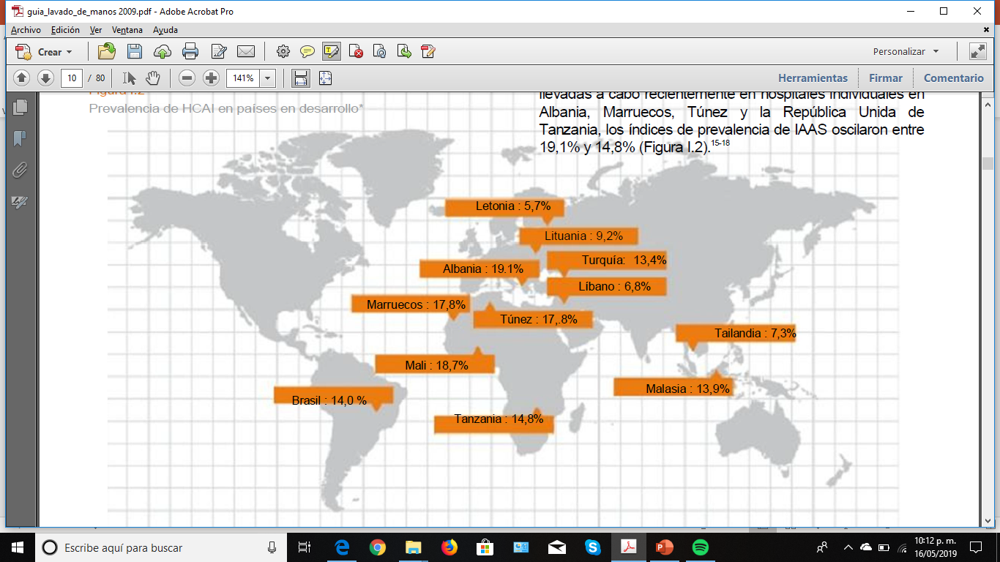 guia_lavado_de_manos 2009.pdf - Adobe Acrobat Pro
Archivo Edición Ver Ventana Ayuda
Crear
Personalizar
10 / 80
141%
Herramientas Firmar Comentario
Figura I.2
Prevalencia de HCAI en países en desarrollo*
llevadas a cabo recientemente en hospitales individuales en
Albania, Marruecos, Túnez y la República Unida de
Tanzania, los índices de prevalencia de IAAS oscilaron entre
19,1% y 14,8% (Figura I.2).15-18
Letonia : 5,7%
Lituania : 9,2%
Turquía: 13,4%
Albania : 19.1%
Líbano : 6,8%
Marruecos : 17,8%
Túnez : 17,.8%
Tailandia : 7,3%
Mali : 18,7%
Malasia : 13,9%
Brasil : 14,0 %
Tanzania : 14,8%
Escribe aquí para buscar
10:12 p. m.
16/05/2019